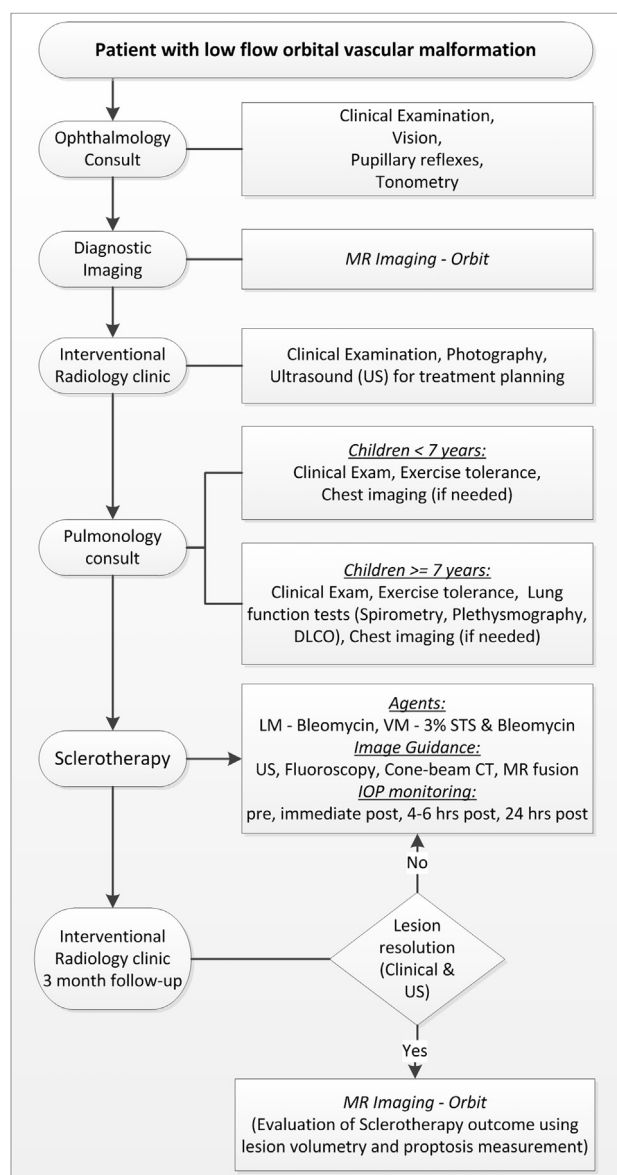 Patient with low flow orbital vascular malformation
Ophthalmology
Consult
Clinical Examination,
Vision,
Pupillary reflexes,
Tonometry
Diagnostic
Imaging
MR Imaging - Orbit
Interventional
Radiology clinic
Clinical Examination, Photography,
Ultrasound (US) for treatment planning
Children < 7 years:
Clinical Exam, Exercise tolerance,
Chest imaging (if needed)
Pulmonology
consult
Children >= 7 years:
Clinical Exam, Exercise tolerance, Lung
function tests (Spirometry, Plethysmography,
DLCO), Chest imaging (if needed)
Sclerotherapy
Agents:
LM - Bleomycin, VM - 3% STS & Bleomycin
Image Guidance:
US, Fluoroscopy, Cone-beam CT, MR fusion
IOP monitoring:
pre, immediate post, 4-6 hrs post, 24 hrs post
No
Interventional
Radiology clinic
3 month follow-up
Lesion
resolution
(Clinical &
US)
Yes
MR Imaging - Orbit
(Evaluation of Sclerotherapy outcome using
lesion volumetry and proptosis measurement)